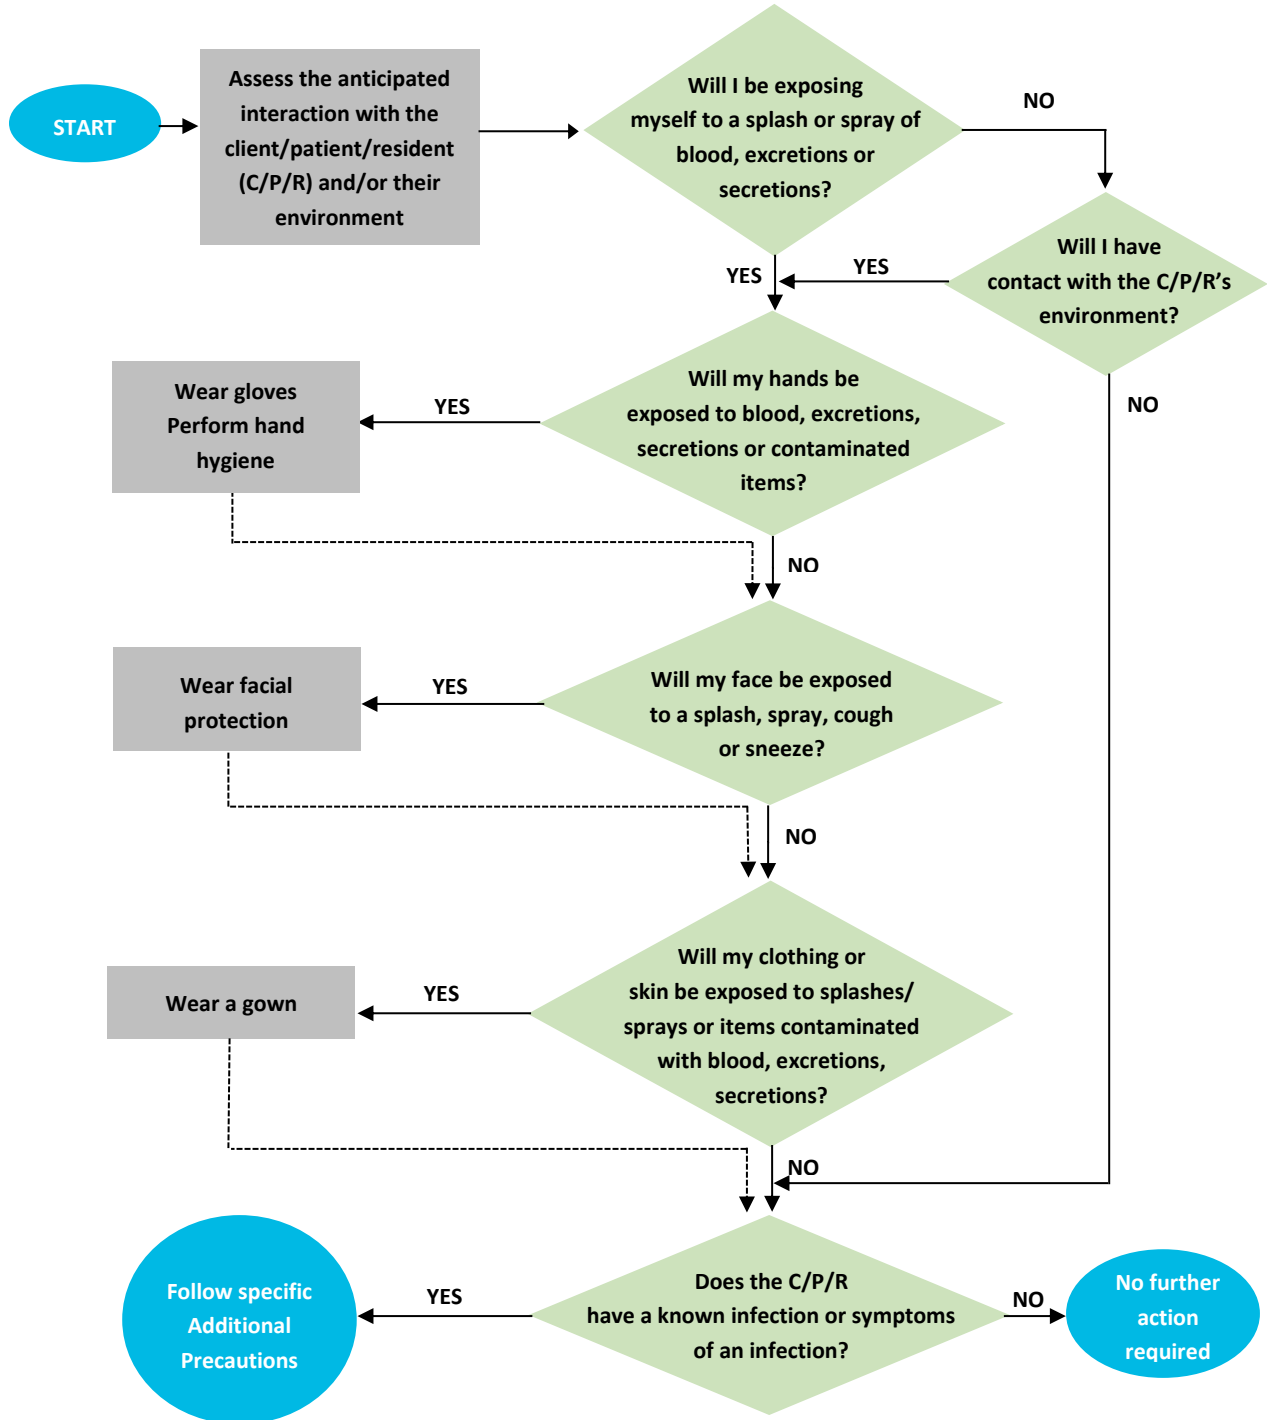 START
Assess the anticipated
interaction with the
client/patient/resident
(C/P/R) and/or their
environment
Will I be exposing
myself to a splash or spray of
blood, excretions or
secretions?
NO
Will I have
contact with the C/P/R’s
environment?
YES
YES
NO
Will my hands be
exposed to blood, excretions,
secretions or contaminated
items?
YES
Wear gloves
Perform hand
hygiene
NO
Will my face be exposed
to a splash, spray, cough
or sneeze?
YES
Wear facial
protection
NO
Will my clothing or
skin be exposed to splashes/
sprays or items contaminated
with blood, excretions,
secretions?
YES
Wear a gown
NO
Does the C/P/R
have a known infection or symptoms
of an infection?
YES
Follow specific
Additional
Precautions
NO
No further
action
required